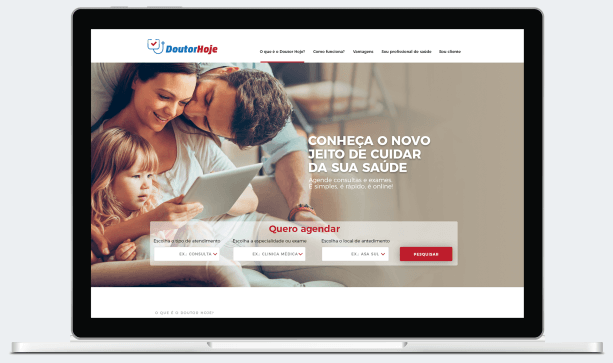 DoutorHoje
O que é o Doutor Hoje? Como funciona? Vantagens Sou profissional de saúde Sou cliente
CONHEÇA O NOVO
JEITO DE CUIDAR
DA SUA SAÚDE
Agende consultas e exames.
É simples, é rápido, é online!
Quero agendar
Escolha o tipo de atendimento Escolha a especialidade ou exame Escolha o local de antedimento
EX.: CONSULTA EX.: CLÍNICA MÉDICA EX.: ASA SUL PESQUISAR
O QUE É O DOUTOR HOJE?